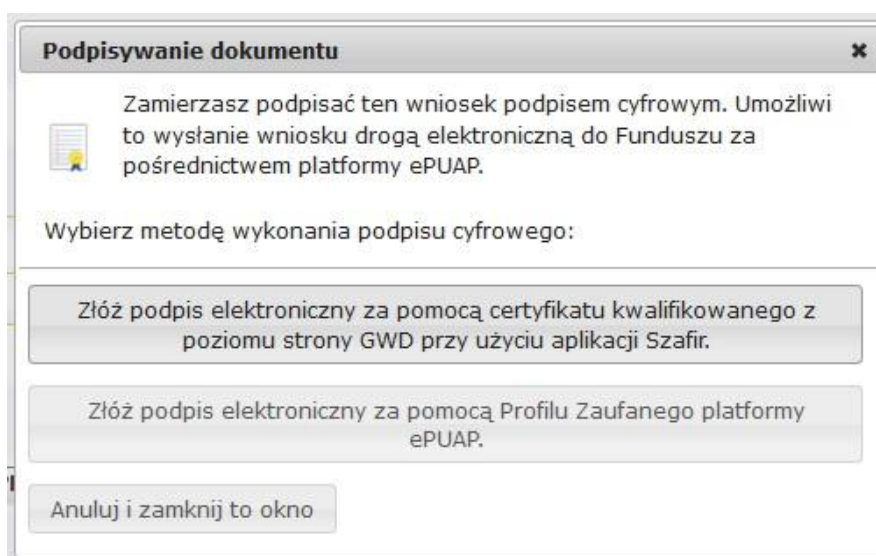 Podpisywanie dokumentu
Zamierzasz podpisać ten wniosek podpisem cyfrowym. Umożliwi
to wysłanie wniosku drogą elektroniczną do Funduszu za
pośrednictwem platformy ePUAP.
Wybierz metodę wykonania podpisu cyfrowego:
Złóż podpis elektroniczny za pomocą certyfikatu kwalifikowanego z
poziomu strony GWD przy użyciu aplikacji Szafir.
Złóż podpis elektroniczny za pomocą Profilu Zaufanego platformy
ePUAP.
Anuluj i zamknij to okno